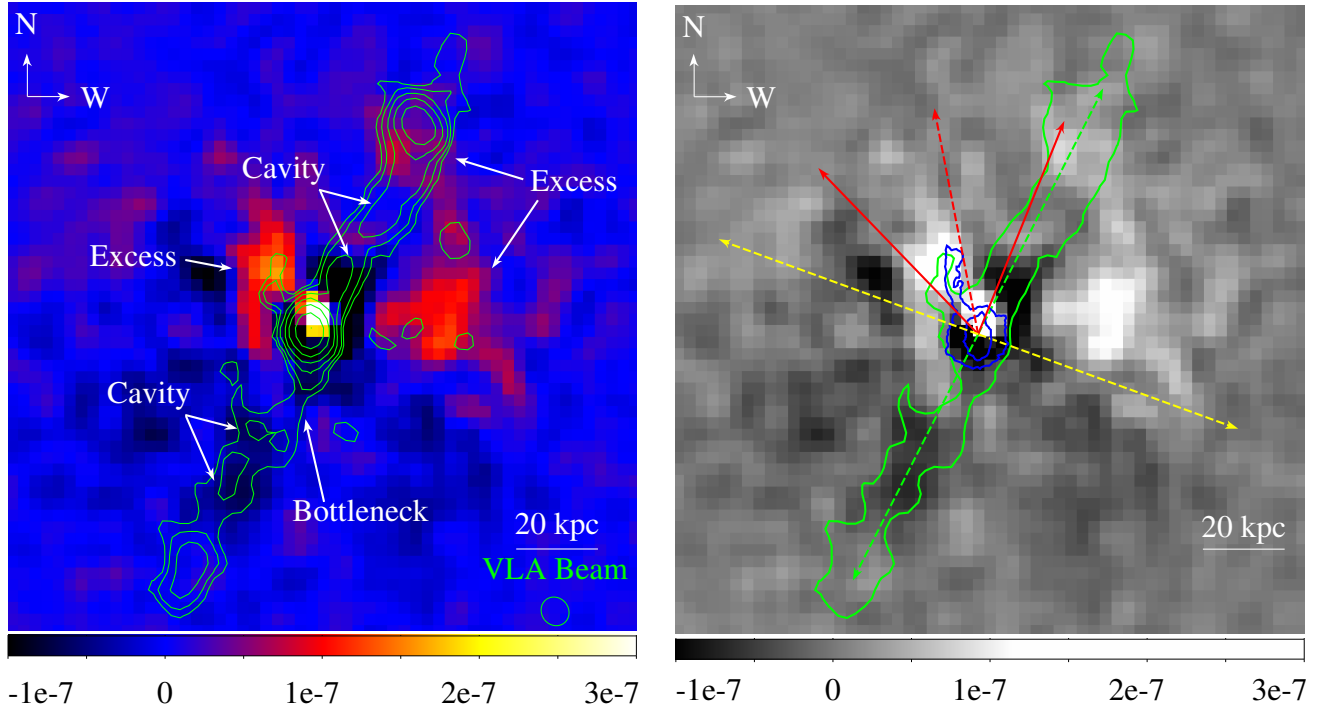 N
W
Cavity
Excess
Excess
Cavity
Bottleneck
20 kpc
VLA Beam
-1e-7 0 1e-7 2e-7 3e-7
N
W
20 kpc
-1e-7 0 1e-7 2e-7 3e-7